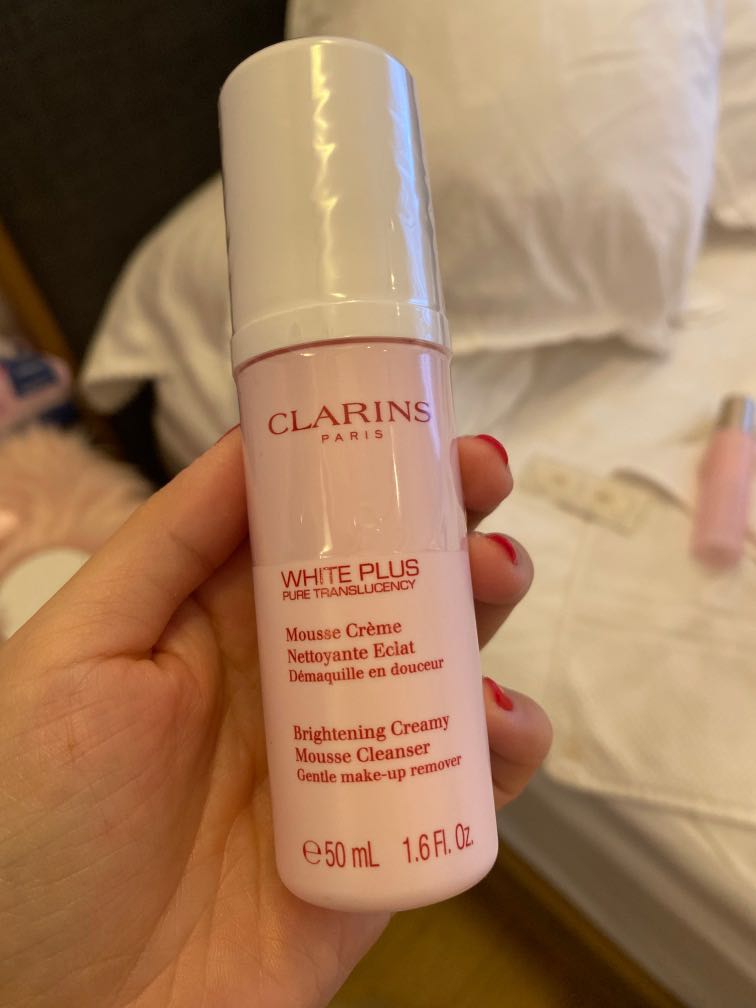 CLARINS
PARIS
WHITE PLUS
PURE TRANSLUCENCY
Mousse Crème
Nettoyante Eclat
Démaquille en douceur
Brightening Creamy
Mousse Cleanser
Gentle make-up remover
℮50 mL 1.6 Fl. Oz.